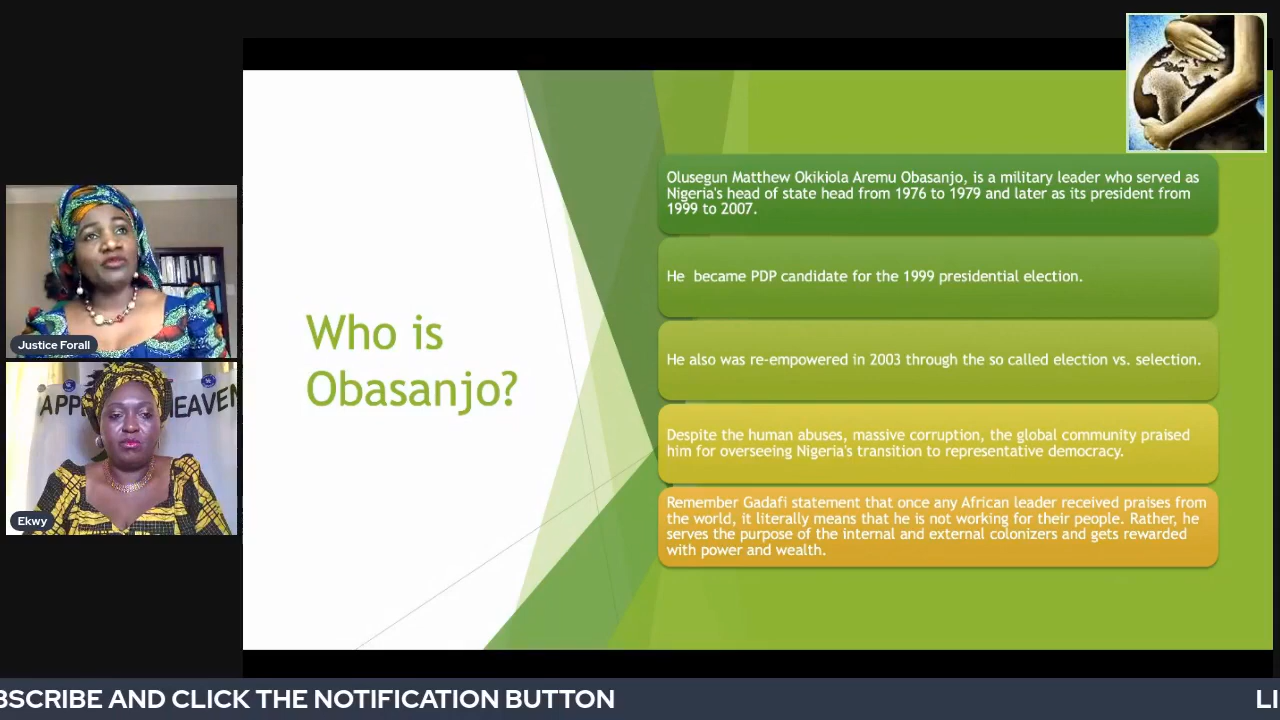 Justice Forall
APP
HEAVEN
Ekwy
Who is
Obasanjo?
Olusegun Matthew Okikiola Aremu Obasanjo, is a military leader who served as
Nigeria's head of state head from 1976 to 1979 and later as its president from
1999 to 2007.
He became PDP candidate for the 1999 presidential election.
He also was re-empowered in 2003 through the so called election vs. selection.
Despite the human abuses, massive corruption, the global community praised
him for overseeing Nigeria's transition to representative democracy.
Remember Gadafi statement that once any African leader received praises from
the world, it literally means that he is not working for their people. Rather, he
serves the purpose of the internal and external colonizers and gets rewarded
with power and wealth.
BSCRIBE AND CLICK THE NOTIFICATION BUTTON
LI